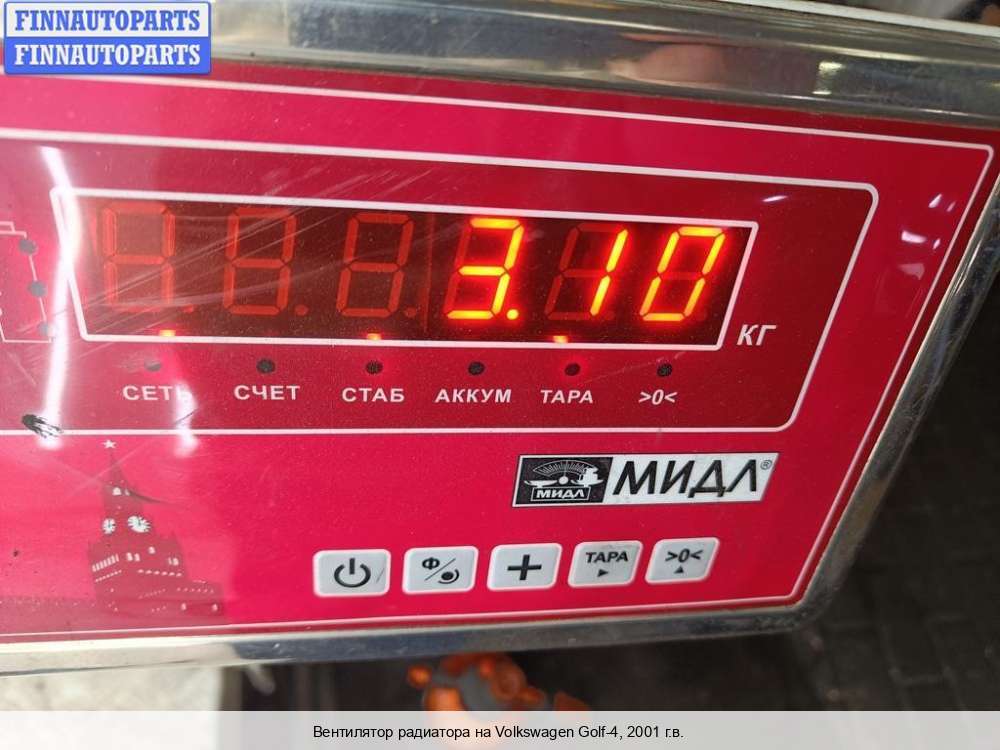 FINNAUTOPARTS
FINNAUTOPARTS
3.10
КГ
СЕТЬ СЧЕТ СТАБ АККУМ ТАРА >0<
МИДЛ МИДЛ®
Ф ТАРА >0<
Вентилятор радиатора на Volkswagen Golf-4, 2001 г.в.